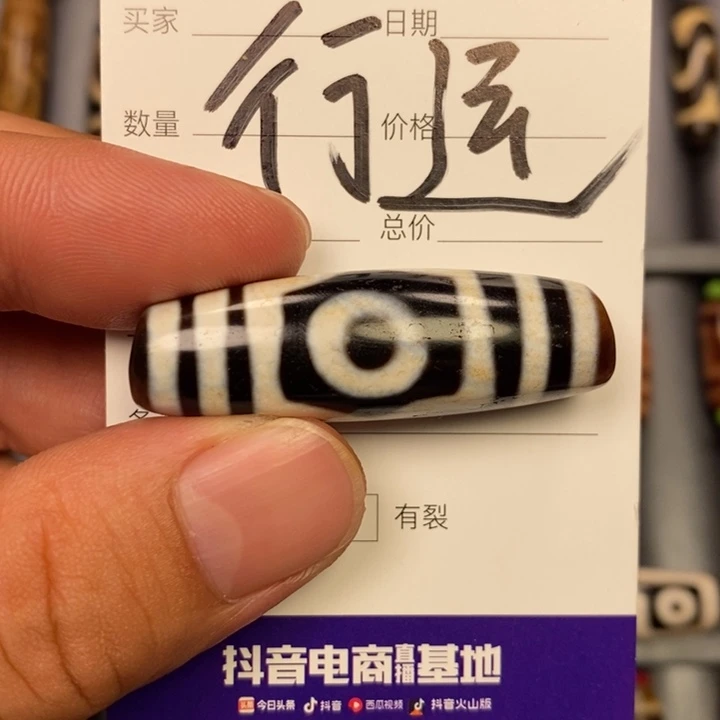 买家 日期
行运
数量 价格
总价
有裂
抖音电商直播基地
今日头条 抖音 西瓜视频 抖音火山版